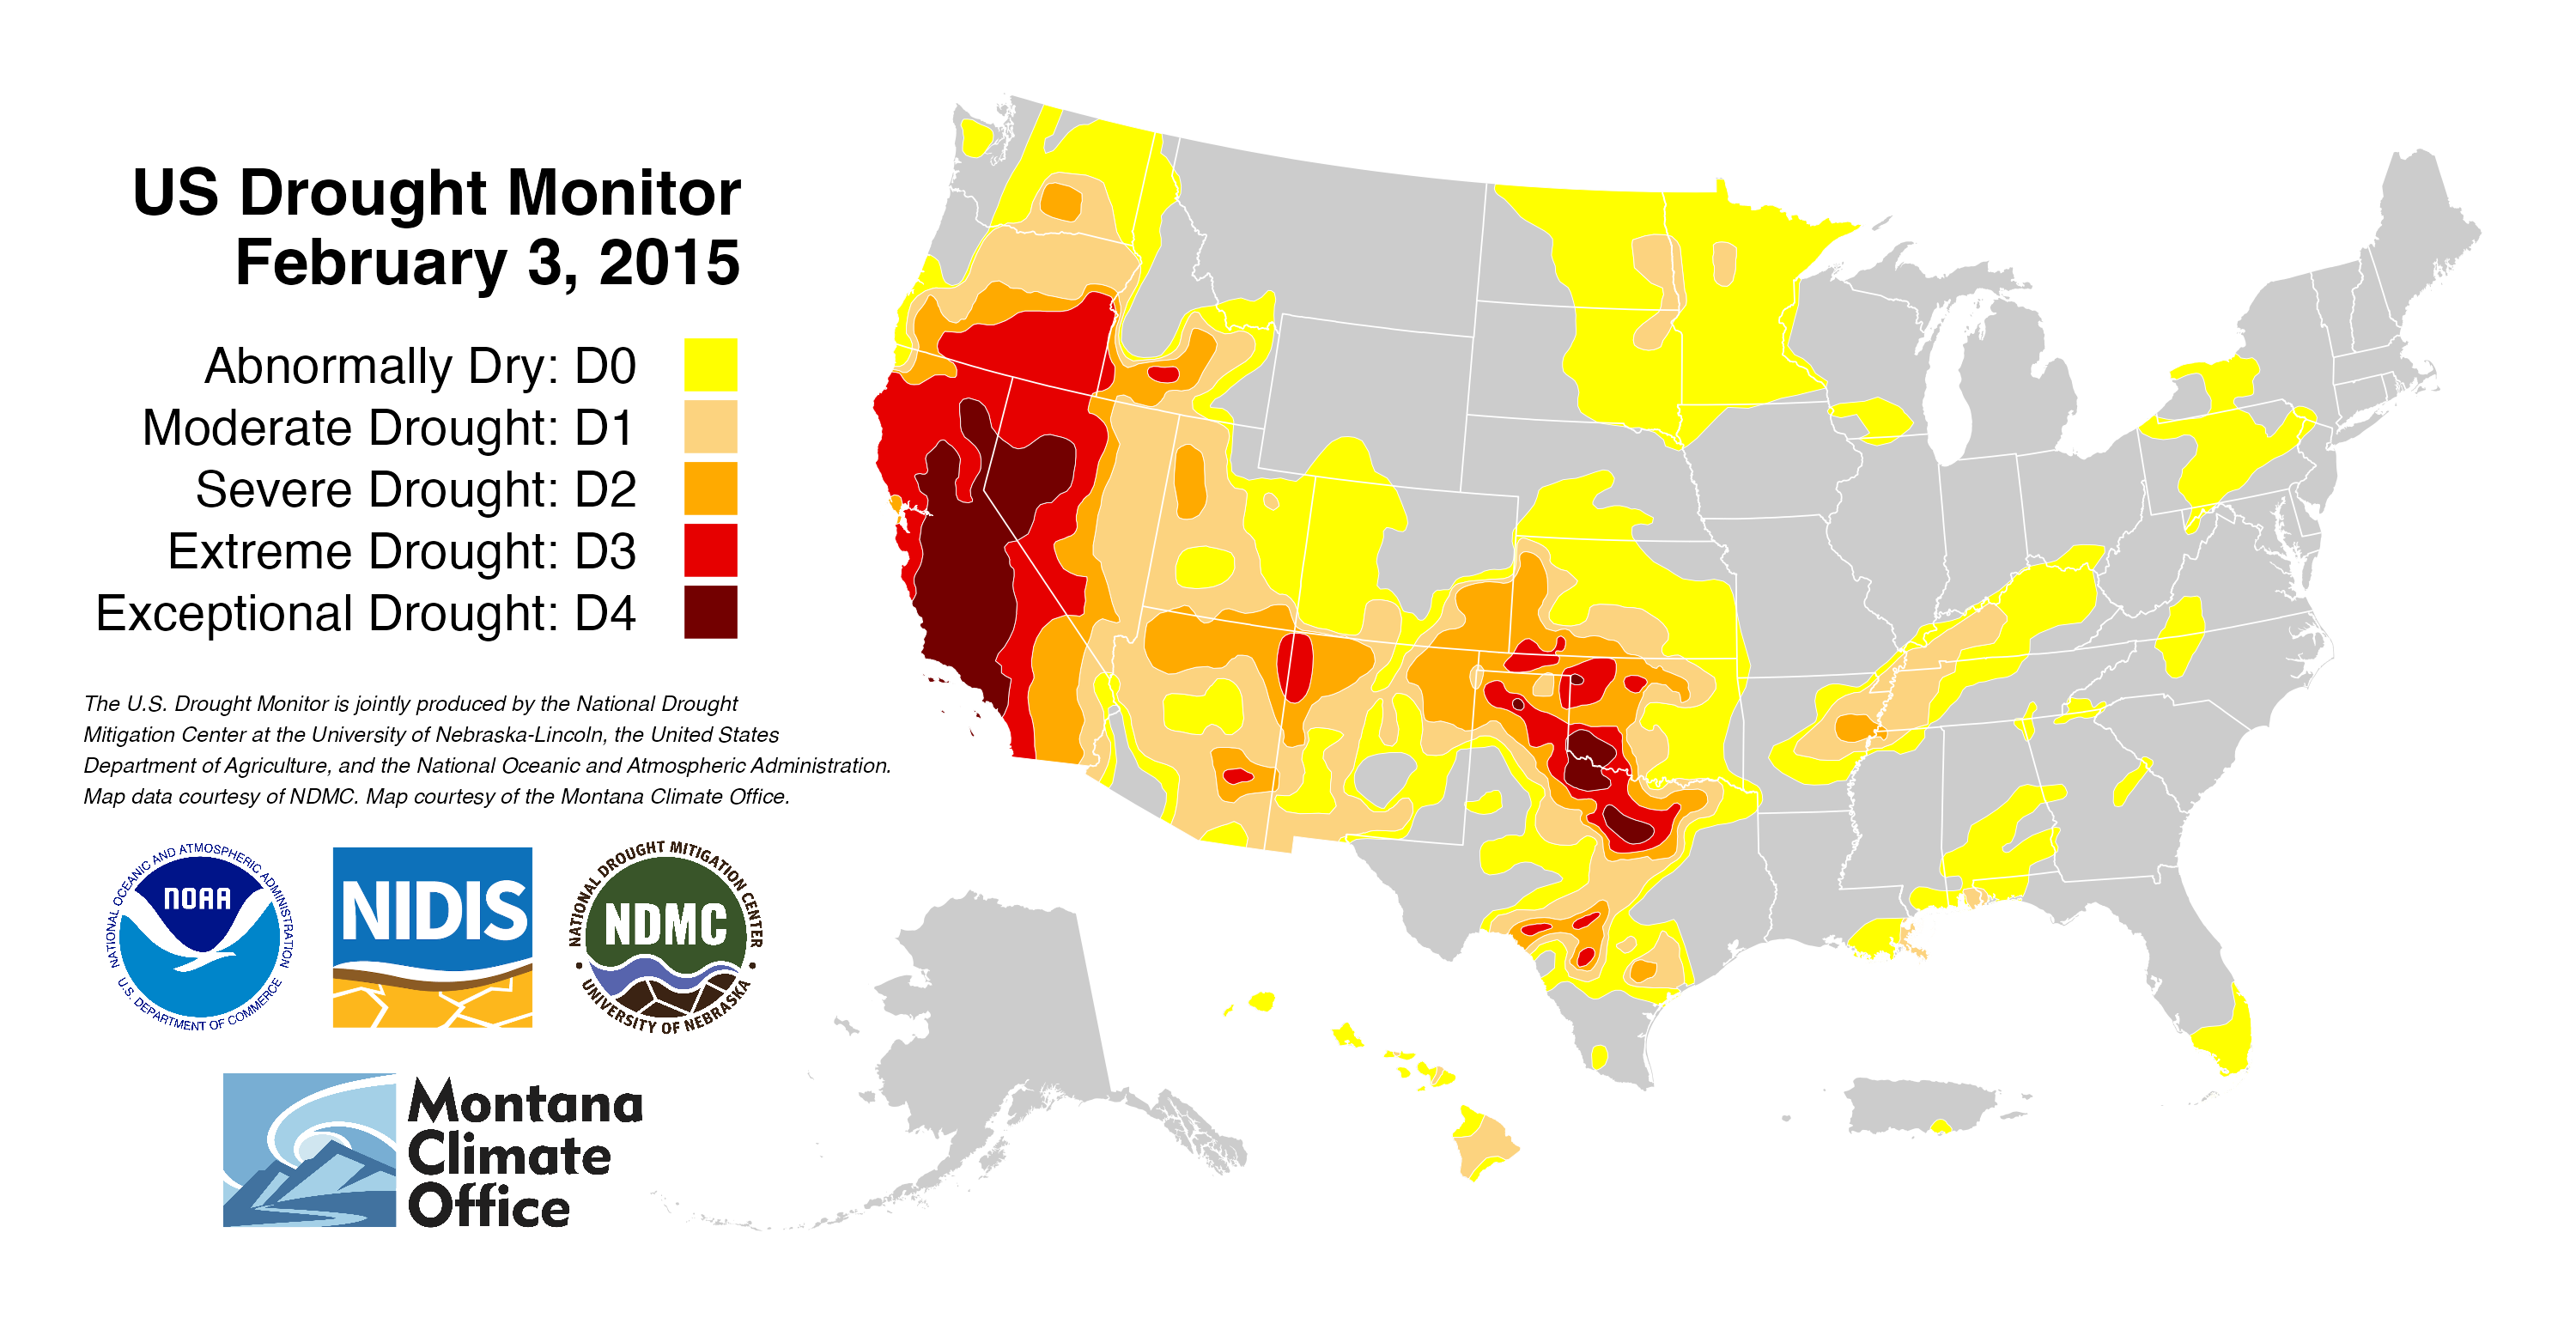 US Drought Monitor
February 3, 2015
Abnormally Dry: D0
Moderate Drought: D1
Severe Drought: D2
Extreme Drought: D3
Exceptional Drought: D4
The U.S. Drought Monitor is jointly produced by the National Drought
Mitigation Center at the University of Nebraska-Lincoln, the United States
Department of Agriculture, and the National Oceanic and Atmospheric Administration.
Map data courtesy of NDMC. Map courtesy of the Montana Climate Office.
NATIONAL OCEANIC AND ATMOSPHERIC ADMINISTRATION
NOAA
U.S. DEPARTMENT OF COMMERCE
NIDIS
NATIONAL DROUGHT MITIGATION CENTER
NDMC
UNIVERSITY OF NEBRASKA
Montana
Climate
Office